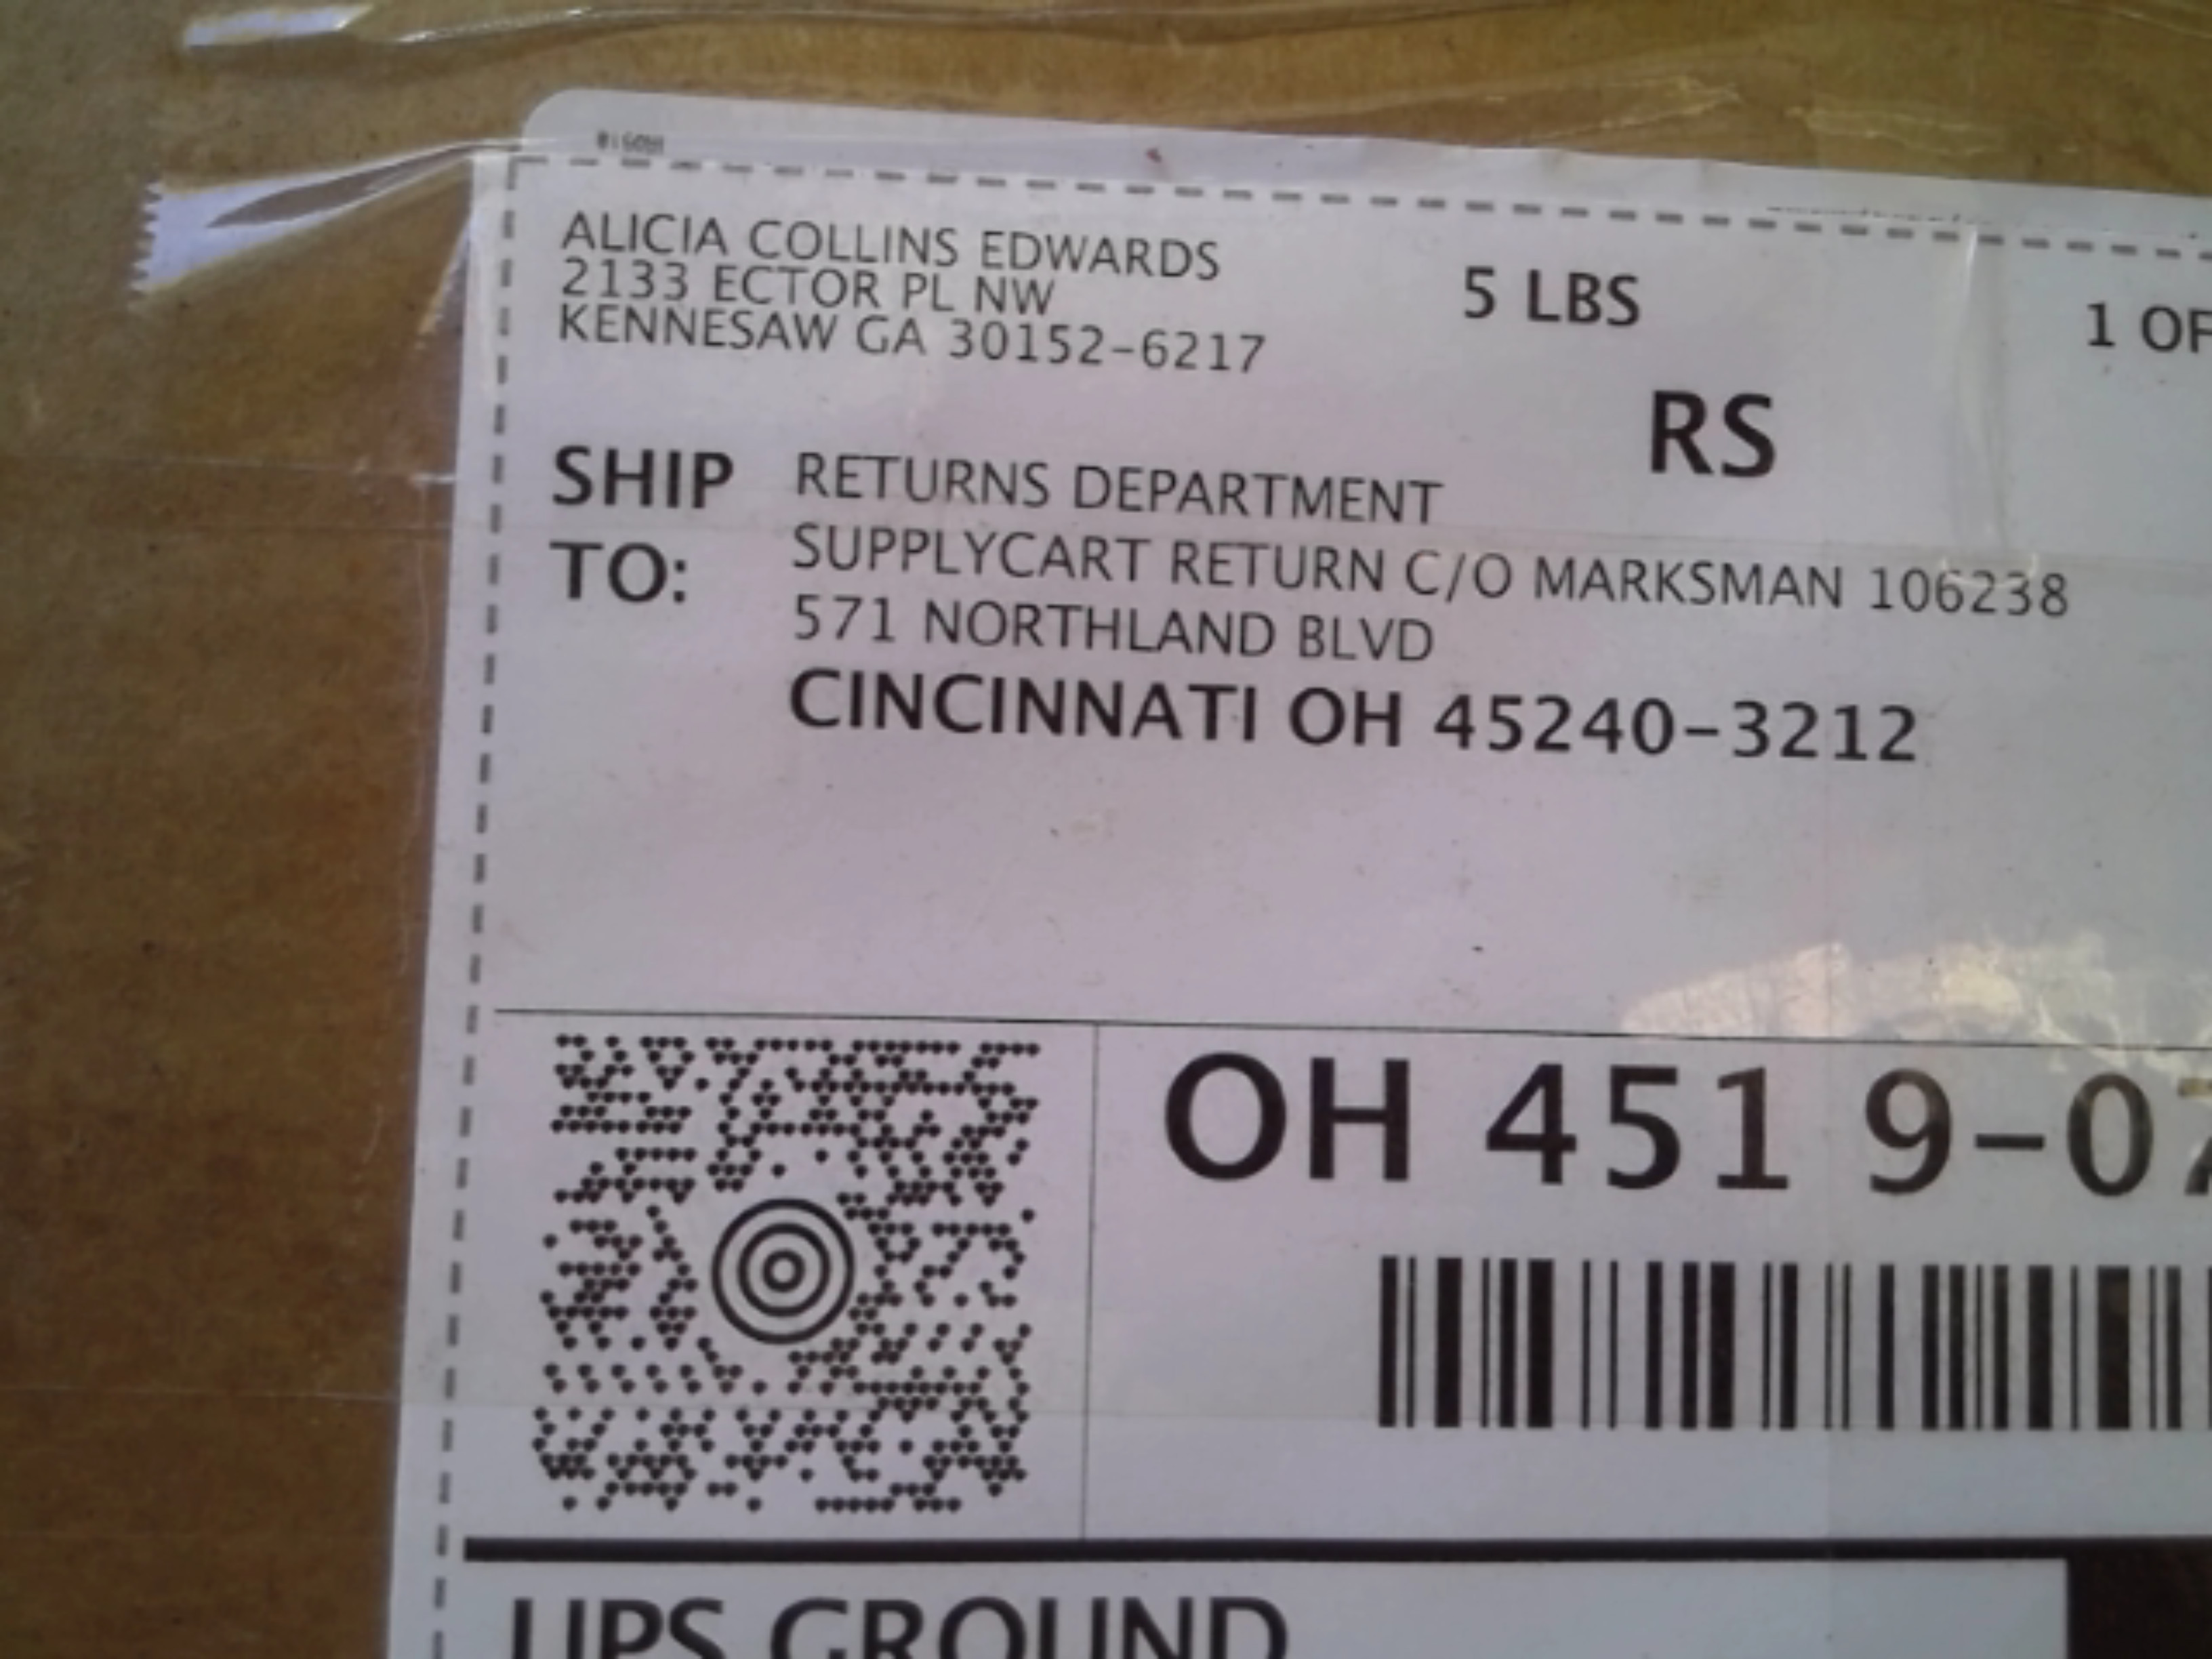 ALICIA COLLINS EDWARDS
2133 ECTOR PL NW
KENNESAW GA 30152-6217
5 LBS
1 OF
RS
SHIP TO:
RETURNS DEPARTMENT
SUPPLYCART RETURN C/O MARKSMAN 106238
571 NORTHLAND BLVD
CINCINNATI OH 45240-3212
OH 451 9-07
UPS GROUND